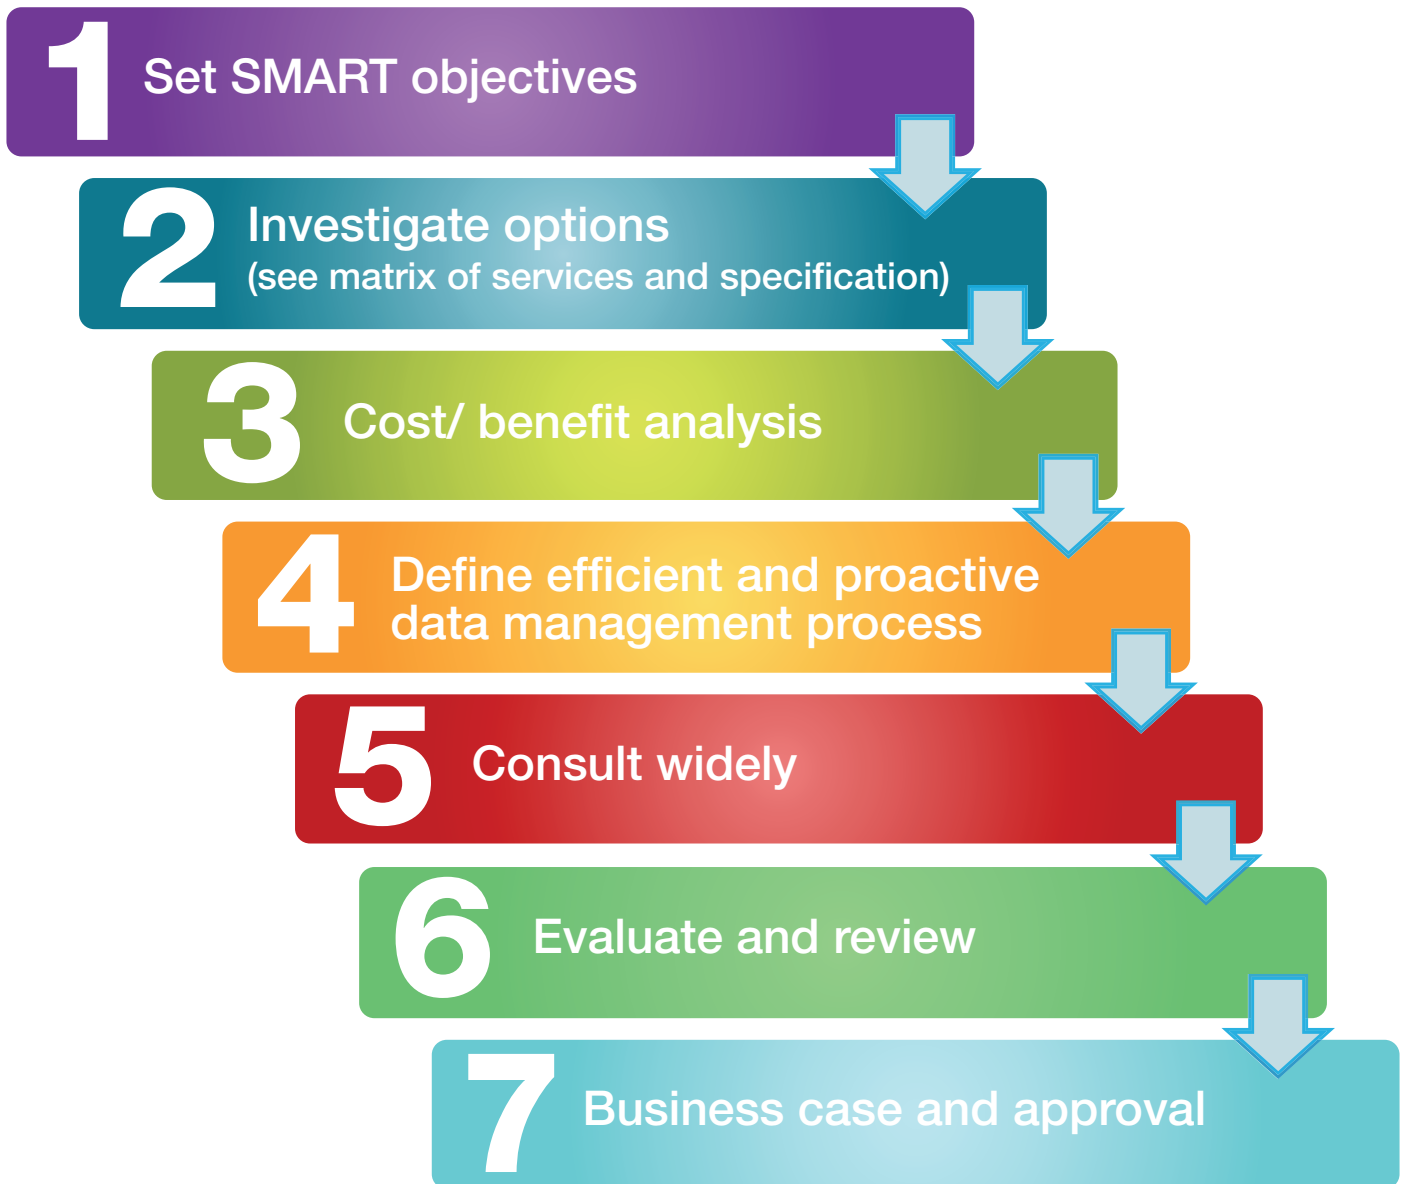 1
Set SMART objectives
2
Investigate options
(see matrix of services and specification)
3
Cost/ benefit analysis
4
Define efficient and proactive
data management process
5
Consult widely
6
Evaluate and review
7
Business case and approval